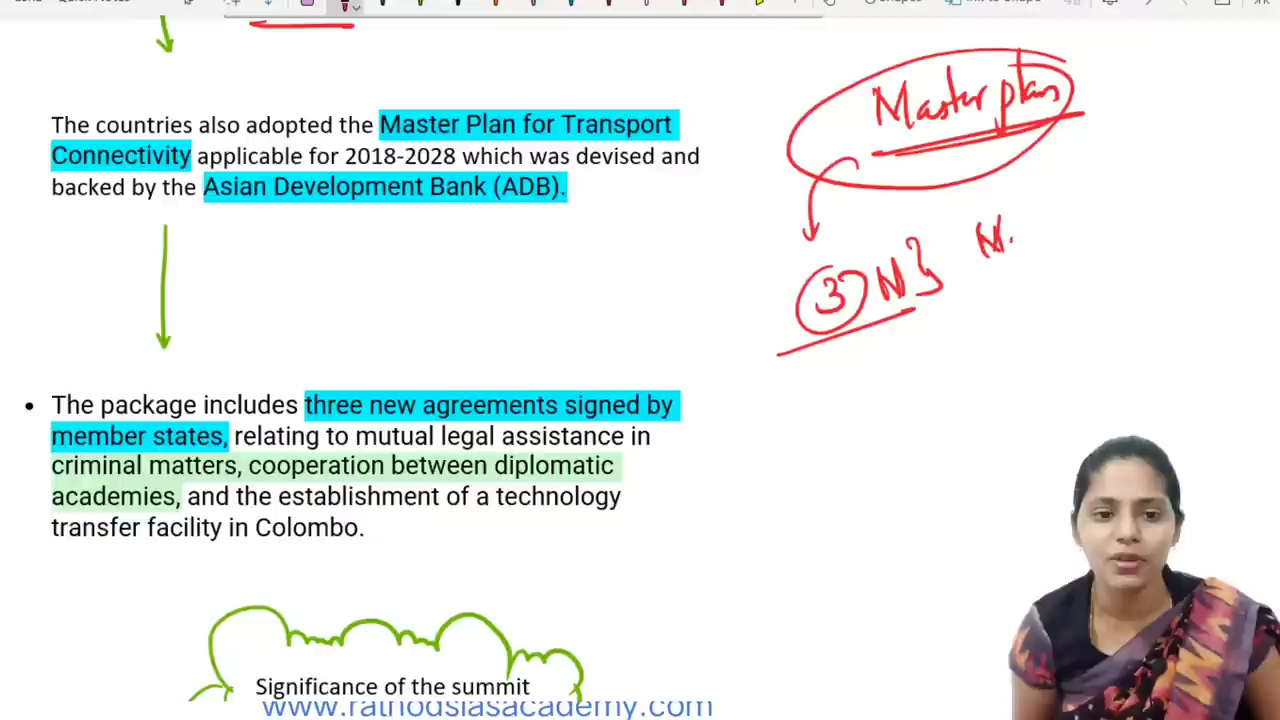 The countries also adopted the Master Plan for Transport
Connectivity applicable for 2018-2028 which was devised and
backed by the Asian Development Bank (ADB).
Master plan
3 N} N.
• The package includes three new agreements signed by
member states, relating to mutual legal assistance in
criminal matters, cooperation between diplomatic
academies, and the establishment of a technology
transfer facility in Colombo.
Significance of the summit
www.rathodsiasacademy.com